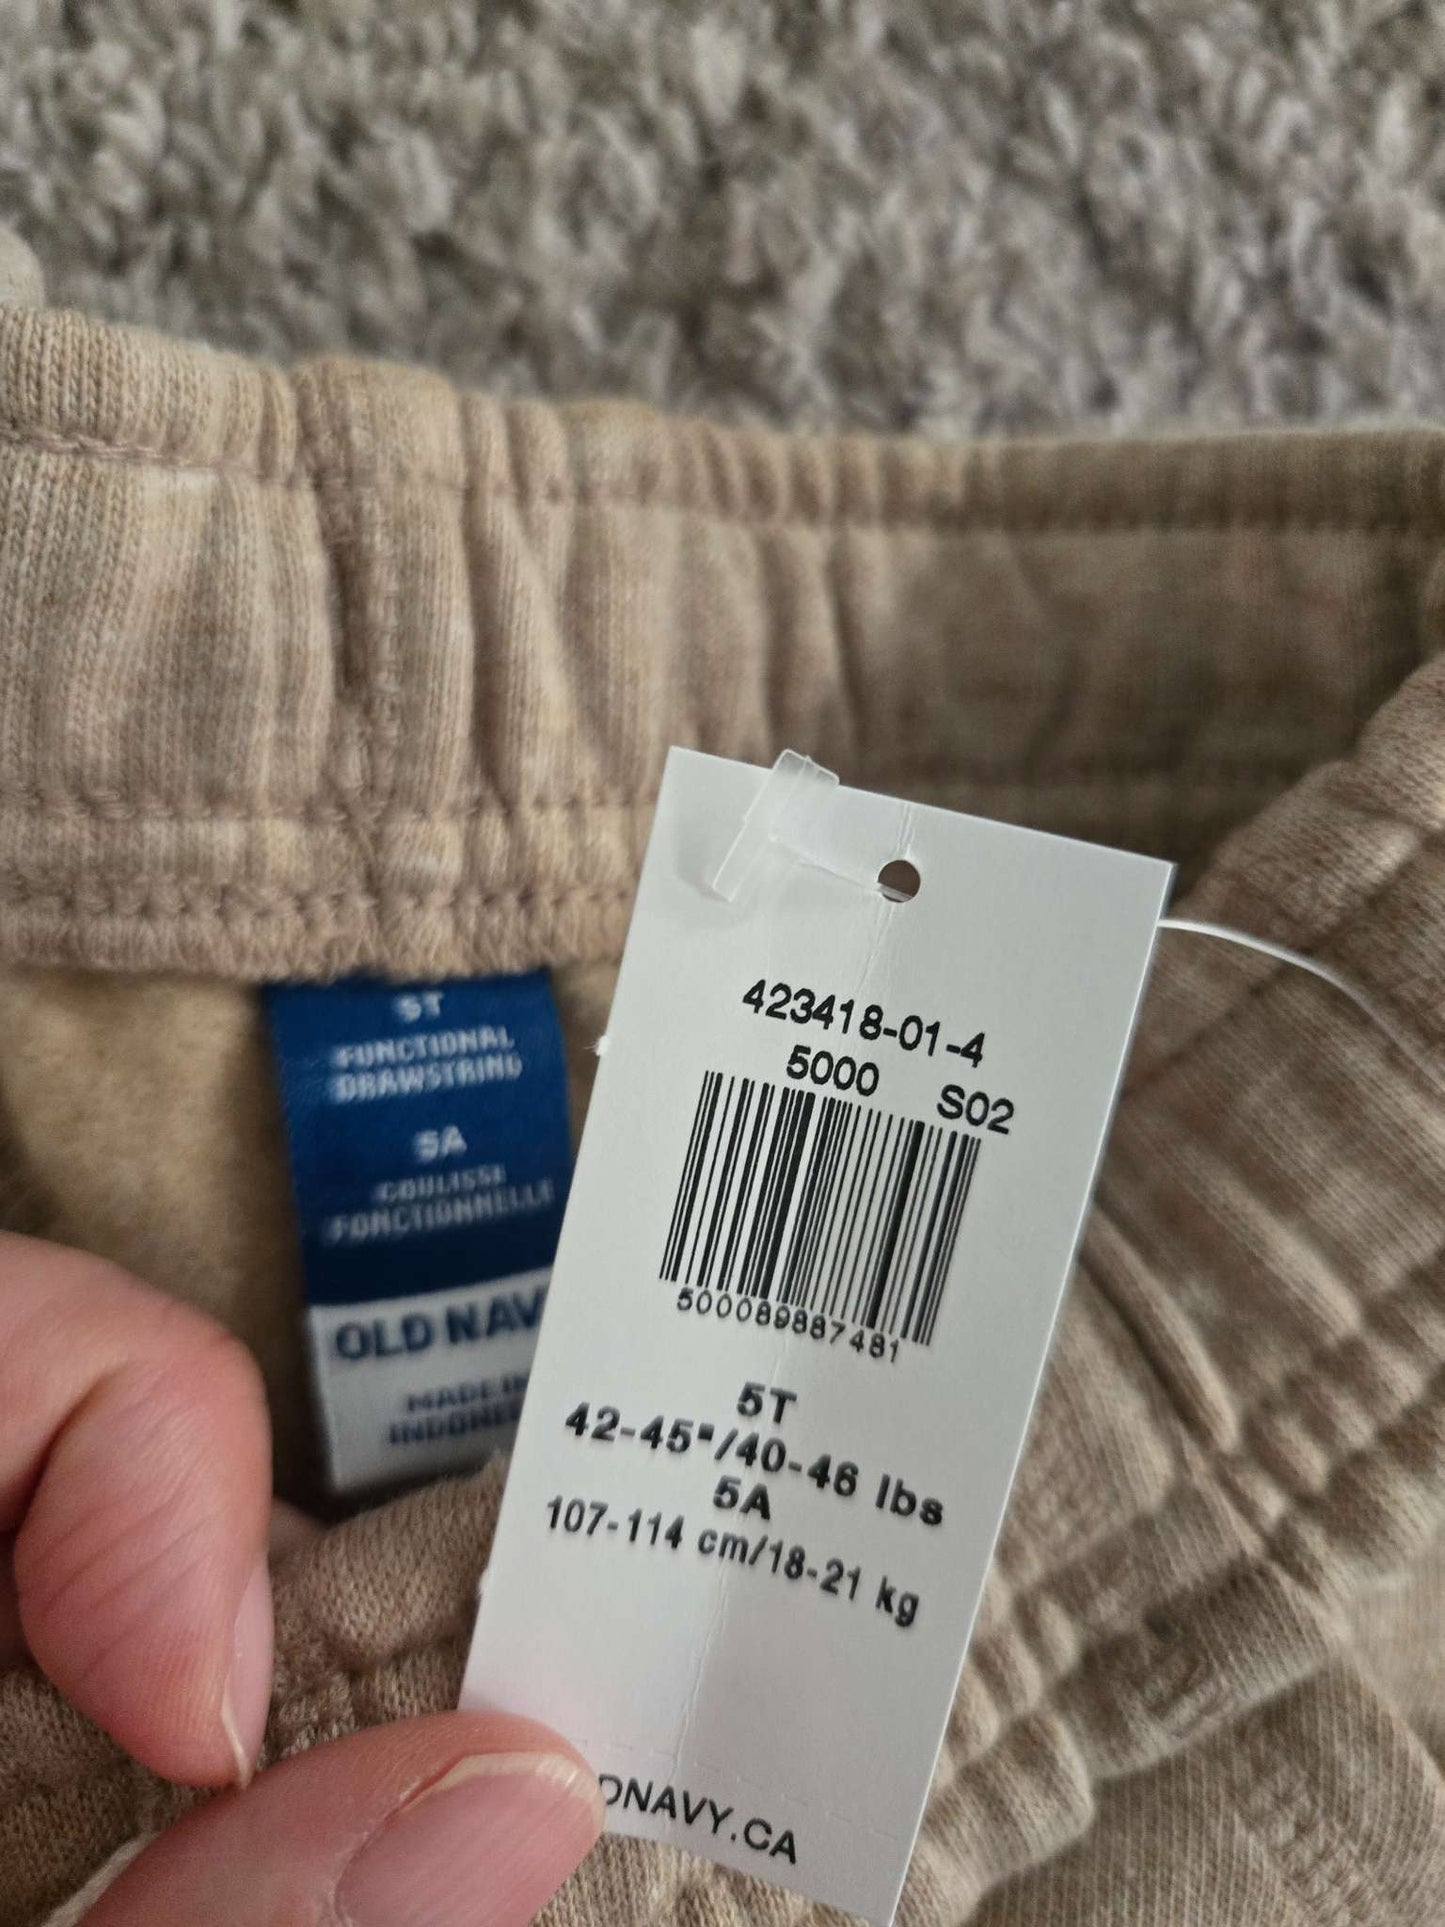 5T
FUNCTIONAL
DRAWSTRING
5A
COULISSE
FONCTIONNELLE
OLD NAV
MADE IN
INDONE
423418-01-4
5000 S02
500089887481
5T
42-45"/40-46 lbs
5A
107-114 cm/18-21 kg
DNAVY.CA